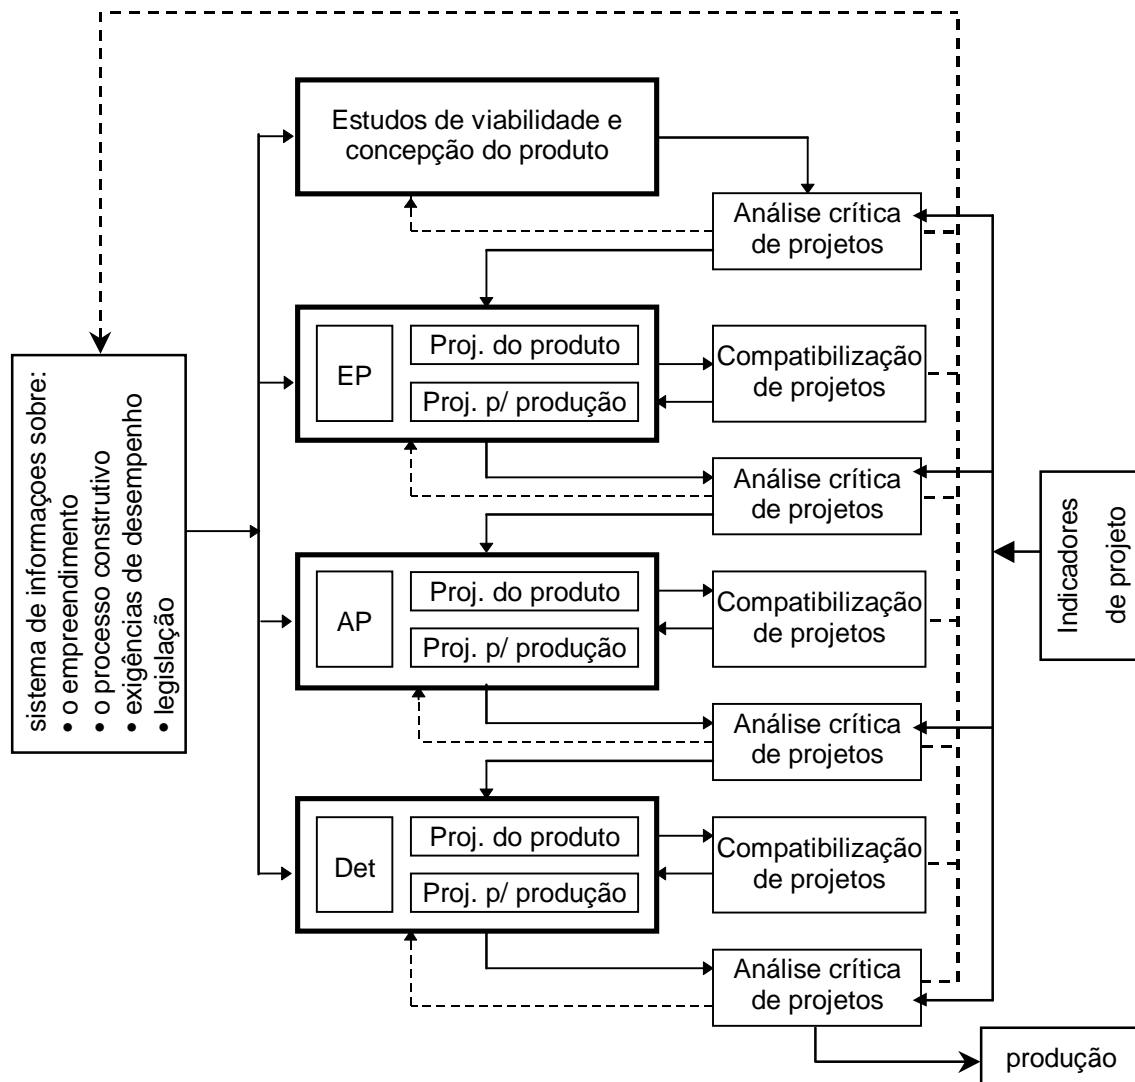 Estudos de viabilidade e
concepção do produto
Análise crítica
de projetos
EP
Proj. do produto
Proj. p/ produção
Compatibilização
de projetos
Análise crítica
de projetos
sistema de informaçoes sobre:
• o empreendimento
• o processo construtivo
• exigências de desempenho
• legislação
Indicadores
de projeto
AP
Proj. do produto
Proj. p/ produção
Compatibilização
de projetos
Análise crítica
de projetos
Det
Proj. do produto
Proj. p/ produção
Compatibilização
de projetos
Análise crítica
de projetos
produção